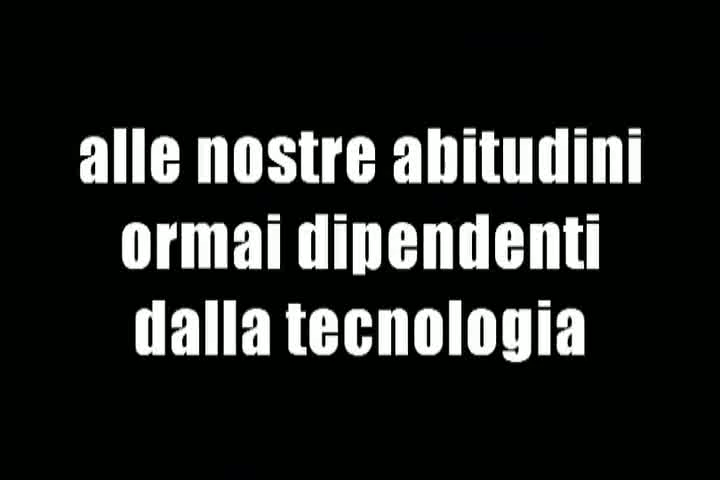 alle nostre abitudini
ormai dipendenti
dalla tecnologia